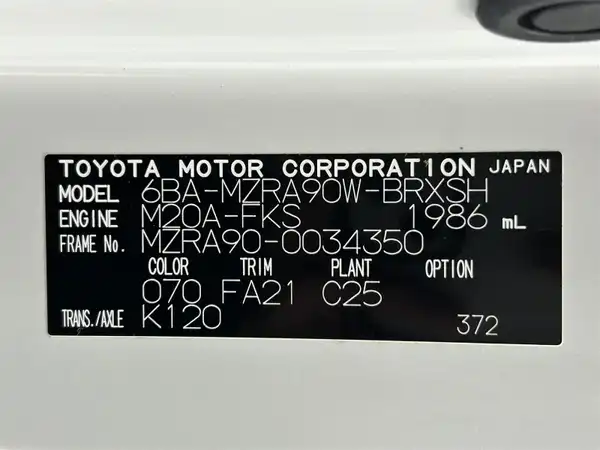 TOYOTA MOTOR CORPORATION JAPAN
MODEL 6BA-MZRA90W-BRXSH
ENGINE M20A-FKS 1986 mL
FRAME No. MZRA90-0034350
COLOR TRIM PLANT OPTION
070 FA21 C25
TRANS./AXLE K120 372